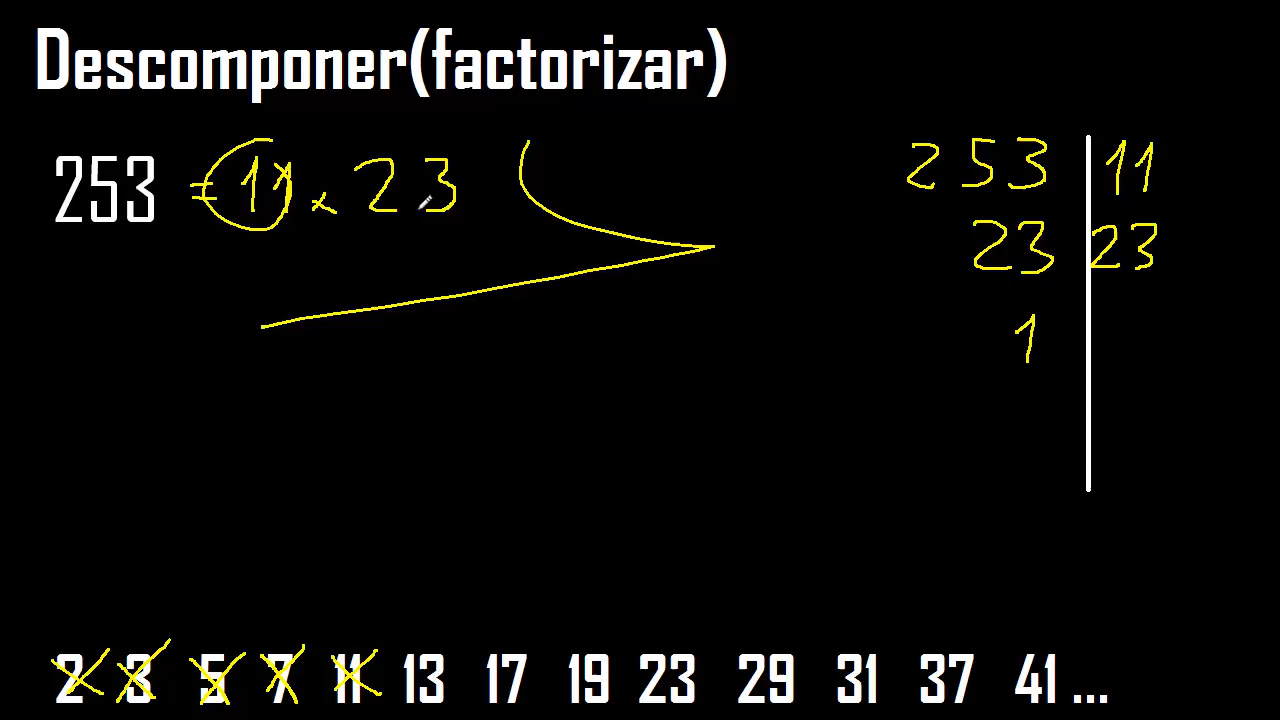 Descomponer(factorizar)
253 = 11 x 23
253 | 11
23 | 23
1
2 3 5 7 11 13 17 19 23 29 31 37 41 ...